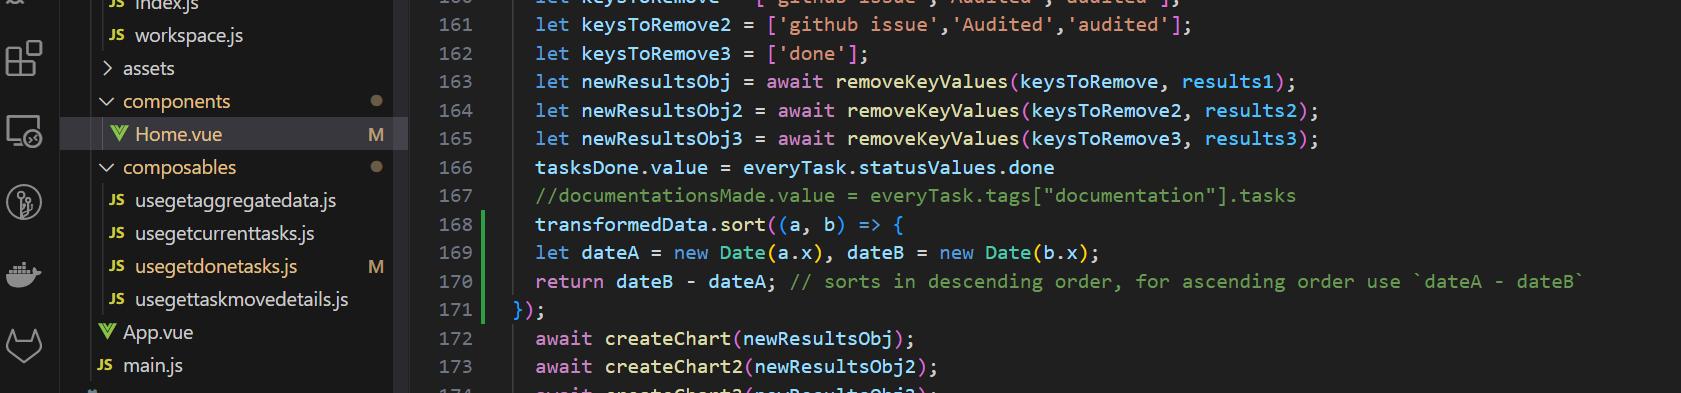 index.js
JS workspace.js
assets
components
Home.vue M
composables
JS usegetaggregatedata.js
JS usegetcurrenttasks.js
JS usegetdonetasks.js M
JS usegettaskmovedetails.js
App.vue
JS main.js
161 let keysToRemove2 = ['github issue','Audited','audited'];
162 let keysToRemove3 = ['done'];
163 let newResultsObj = await removeKeyValues(keysToRemove, results1);
164 let newResultsObj2 = await removeKeyValues(keysToRemove2, results2);
165 let newResultsObj3 = await removeKeyValues(keysToRemove3, results3);
166 tasksDone.value = everyTask.statusValues.done
167 //documentationsMade.value = everyTask.tags["documentation"].tasks
168 transformedData.sort((a, b) => {
169 let dateA = new Date(a.x), dateB = new Date(b.x);
170 return dateB - dateA; // sorts in descending order, for ascending order use `dateA - dateB`
171 });
172 await createChart(newResultsObj);
173 await createChart2(newResultsObj2);